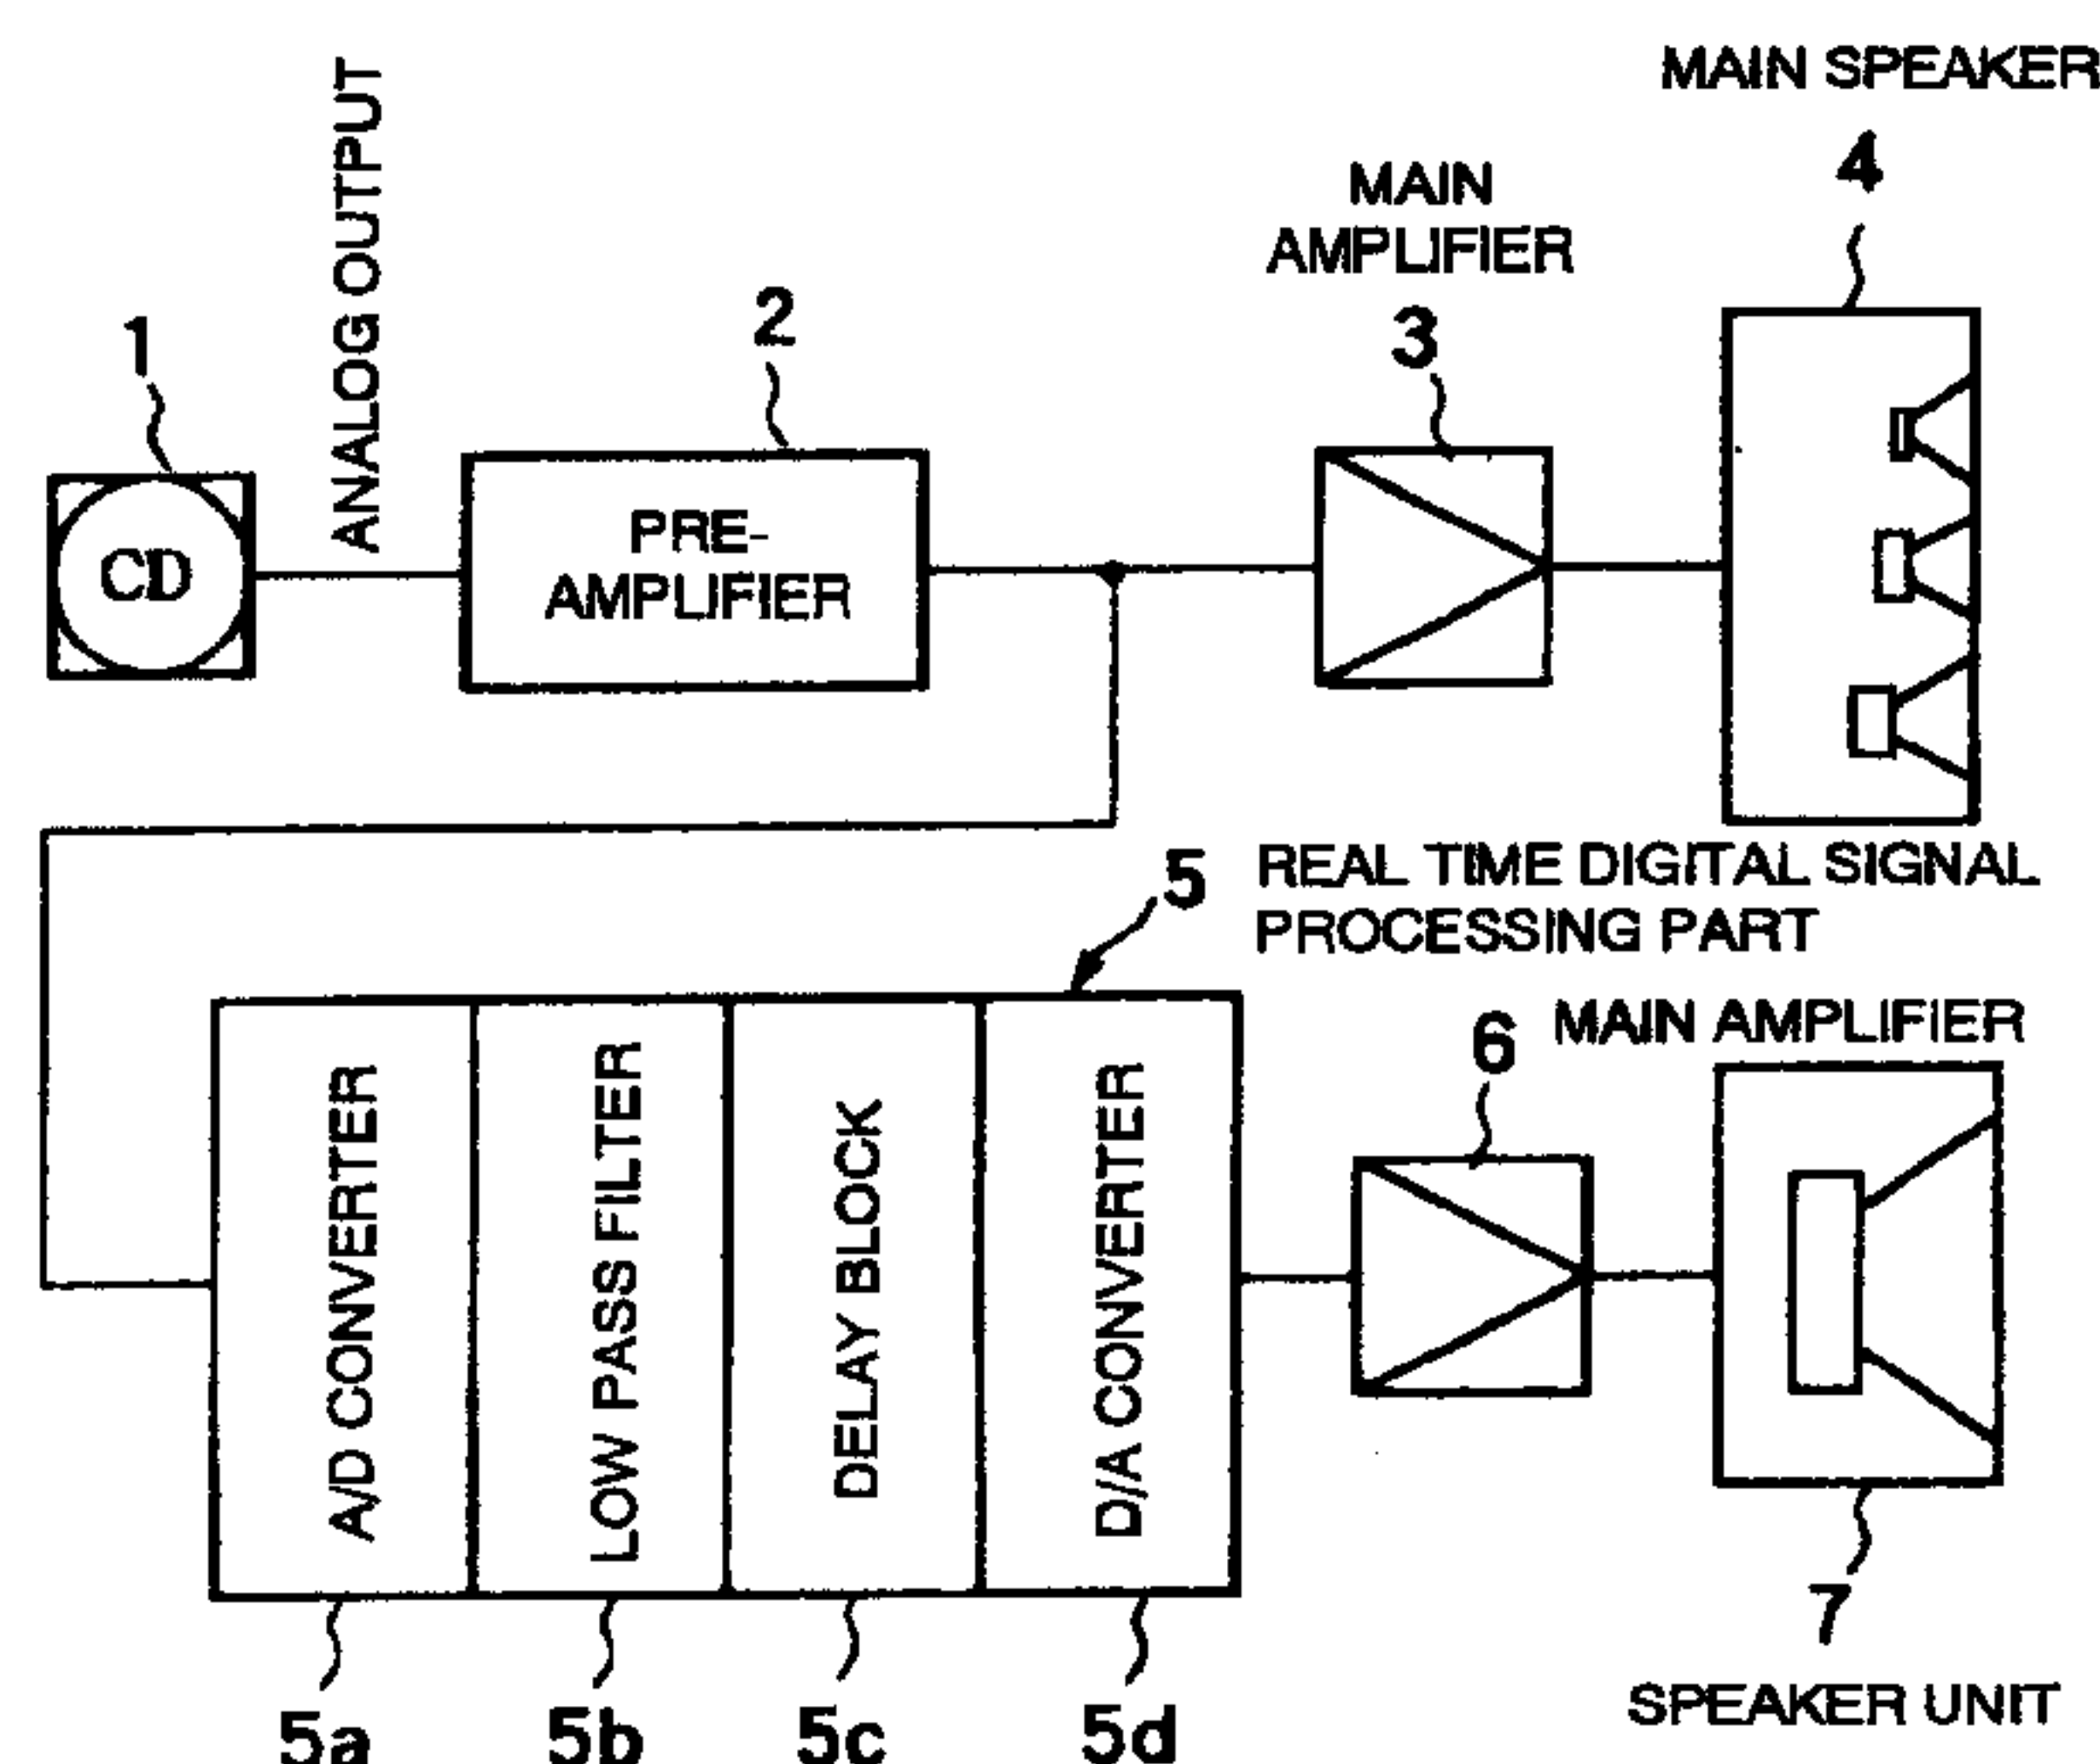 MAIN SPEAKER
4
ANALOG OUTPUT
MAIN
AMPLIFIER
3
2
1
CD
PRE-
AMPLIFIER
5
REAL TIME DIGITAL SIGNAL
PROCESSING PART
6
MAIN AMPLIFIER
A/D CONVERTER
LOW PASS FILTER
DELAY BLOCK
D/A CONVERTER
7
SPEAKER UNIT
5a
5b
5c
5d